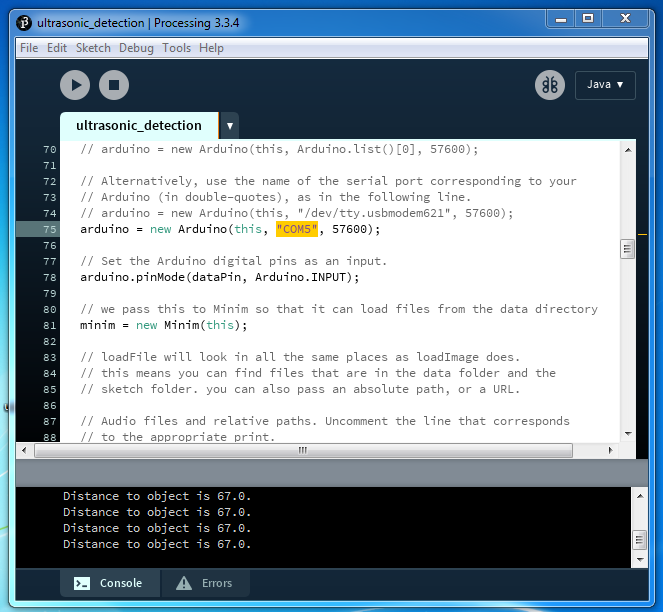 ultrasonic_detection | Processing 3.3.4
File Edit Sketch Debug Tools Help
Java ▼
ultrasonic_detection ▼
70 // arduino = new Arduino(this, Arduino.list()[0], 57600);
71
72 // Alternatively, use the name of the serial port corresponding to your
73 // Arduino (in double-quotes), as in the following line.
74 // arduino = new Arduino(this, "/dev/tty.usbmodem621", 57600);
75 arduino = new Arduino(this, "COM5", 57600);
76
77 // Set the Arduino digital pins as an input.
78 arduino.pinMode(dataPin, Arduino.INPUT);
79
80 // we pass this to Minim so that it can load files from the data directory
81 minim = new Minim(this);
82
83 // loadFile will look in all the same places as loadImage does.
84 // this means you can find files that are in the data folder and the
85 // sketch folder. you can also pass an absolute path, or a URL.
86
87 // Audio files and relative paths. Uncomment the line that corresponds
88 // to the appropriate print.
Distance to object is 67.0.
Distance to object is 67.0.
Distance to object is 67.0.
Distance to object is 67.0.
Console Errors